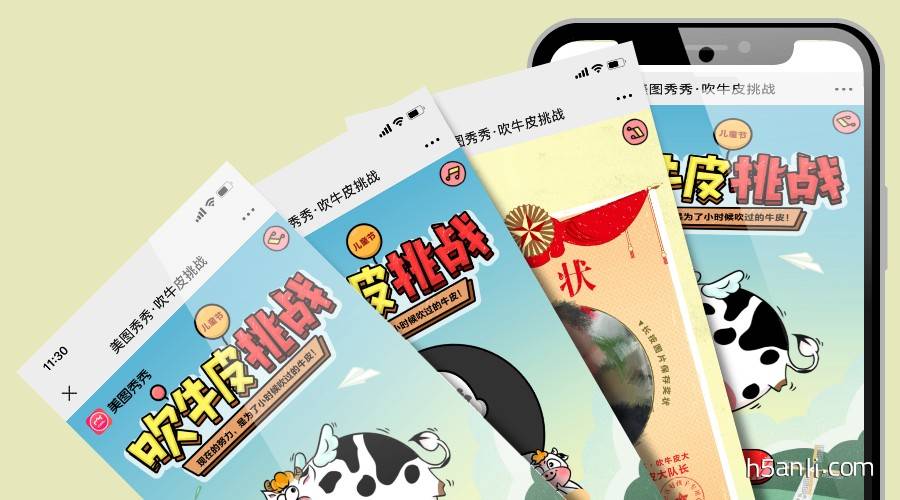 11:30
美图秀秀·吹牛皮挑战
美图秀秀
儿童节
吹牛皮挑战
现在的努力，是为了小时候吹过的牛皮！
秀秀·吹牛皮挑战
儿童节
皮挑战
小时候吹过的牛皮！
图秀秀·吹牛皮挑战
状
长按图片保存奖状
·吹牛皮大
皮大队长
美图秀秀·吹牛皮挑战
儿童节
牛皮挑战
是为了小时候吹过的牛皮！
h5anli.com